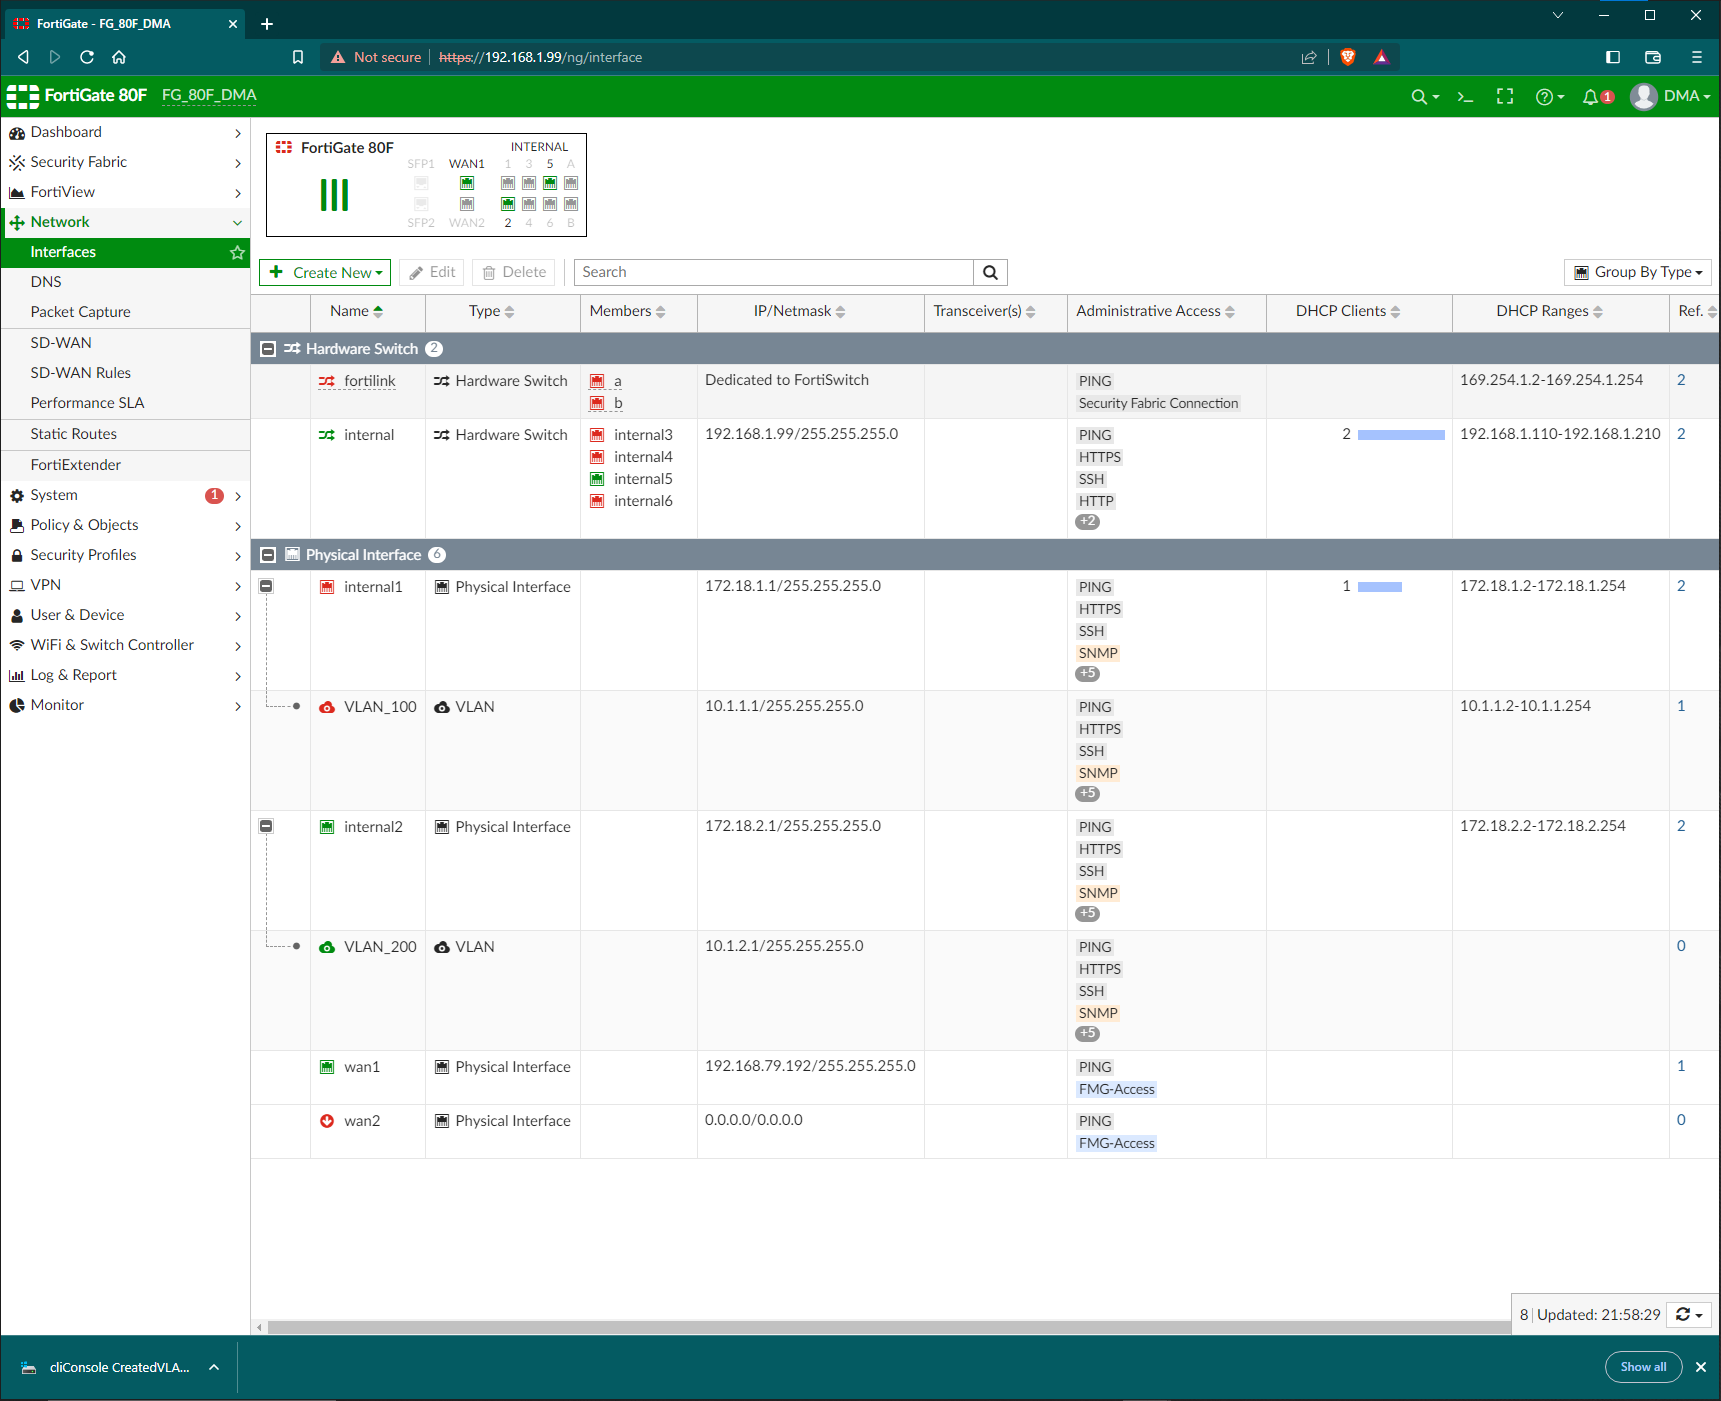 FortiGate - FG_80F_DMA
Not secure https://192.168.1.99/ng/interface
FortiGate 80F FG_80F_DMA
1 DMA
Dashboard
Security Fabric
FortiView
Network
Interfaces
DNS
Packet Capture
SD-WAN
SD-WAN Rules
Performance SLA
Static Routes
FortiExtender
System 1
Policy & Objects
Security Profiles
VPN
User & Device
WiFi & Switch Controller
Log & Report
Monitor
FortiGate 80F INTERNAL
SFP1 WAN1 1 3 5 A
SFP2 WAN2 2 4 6 B
Create New Edit Delete Search Group By Type
Name Type Members IP/Netmask Transceiver(s) Administrative Access DHCP Clients DHCP Ranges Ref.
Hardware Switch 2
fortilink Hardware Switch a Dedicated to FortiSwitch PING 169.254.1.2-169.254.1.254 2
b Security Fabric Connection
internal Hardware Switch internal3 192.168.1.99/255.255.255.0 PING 2 192.168.1.110-192.168.1.210 2
internal4 HTTPS
internal5 SSH
internal6 HTTP
+2
Physical Interface 6
internal1 Physical Interface 172.18.1.1/255.255.255.0 PING 1 172.18.1.2-172.18.1.254 2
HTTPS
SSH
SNMP
+5
VLAN_100 VLAN 10.1.1.1/255.255.255.0 PING 10.1.1.2-10.1.1.254 1
HTTPS
SSH
SNMP
+5
internal2 Physical Interface 172.18.2.1/255.255.255.0 PING 172.18.2.2-172.18.2.254 2
HTTPS
SSH
SNMP
+5
VLAN_200 VLAN 10.1.2.1/255.255.255.0 PING 0
HTTPS
SSH
SNMP
+5
wan1 Physical Interface 192.168.79.192/255.255.255.0 PING 1
FMG-Access
wan2 Physical Interface 0.0.0.0/0.0.0.0 PING 0
FMG-Access
8 Updated: 21:58:29
cliConsole CreatedVLA... Show all